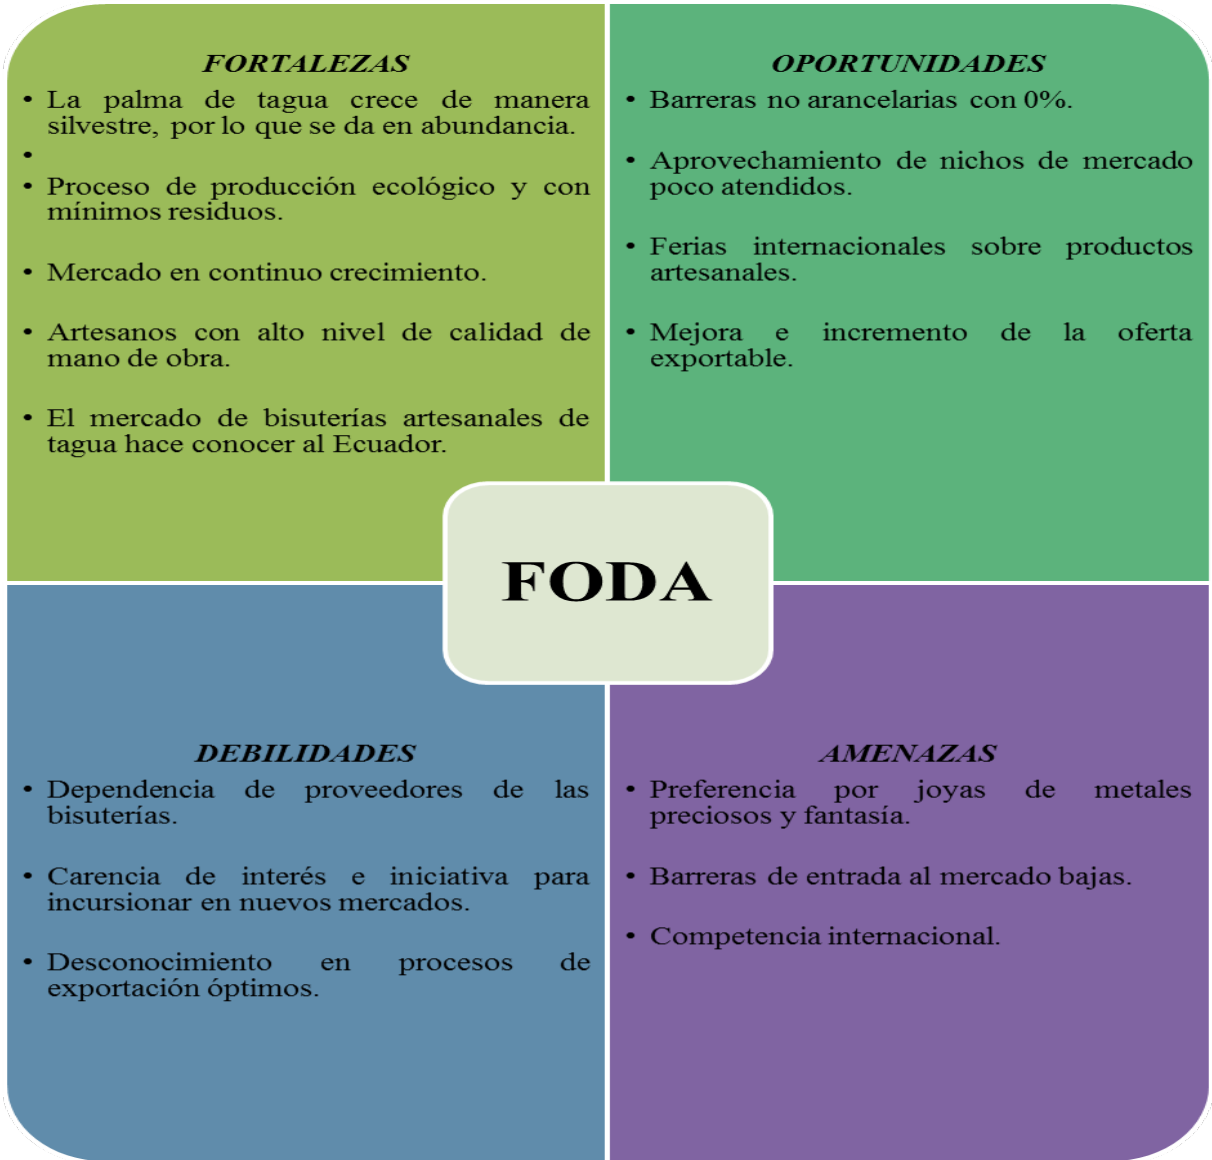 FORTALEZAS
• La palma de tagua crece de manera
silvestre, por lo que se da en abundancia.
•
• Proceso de producción ecológico y con
mínimos residuos.
• Mercado en continuo crecimiento.
• Artesanos con alto nivel de calidad de
mano de obra.
• El mercado de bisuterías artesanales de
tagua hace conocer al Ecuador.
OPORTUNIDADES
• Barreras no arancelarias con 0%.
• Aprovechamiento de nichos de mercado
poco atendidos.
• Ferias internacionales sobre productos
artesanales.
• Mejora e incremento de la oferta
exportable.
FODA
DEBILIDADES
• Dependencia de proveedores de las
bisuterías.
• Carencia de interés e iniciativa para
incursionar en nuevos mercados.
• Desconocimiento en procesos de
exportación óptimos.
AMENAZAS
• Preferencia por joyas de metales
preciosos y fantasía.
• Barreras de entrada al mercado bajas.
• Competencia internacional.